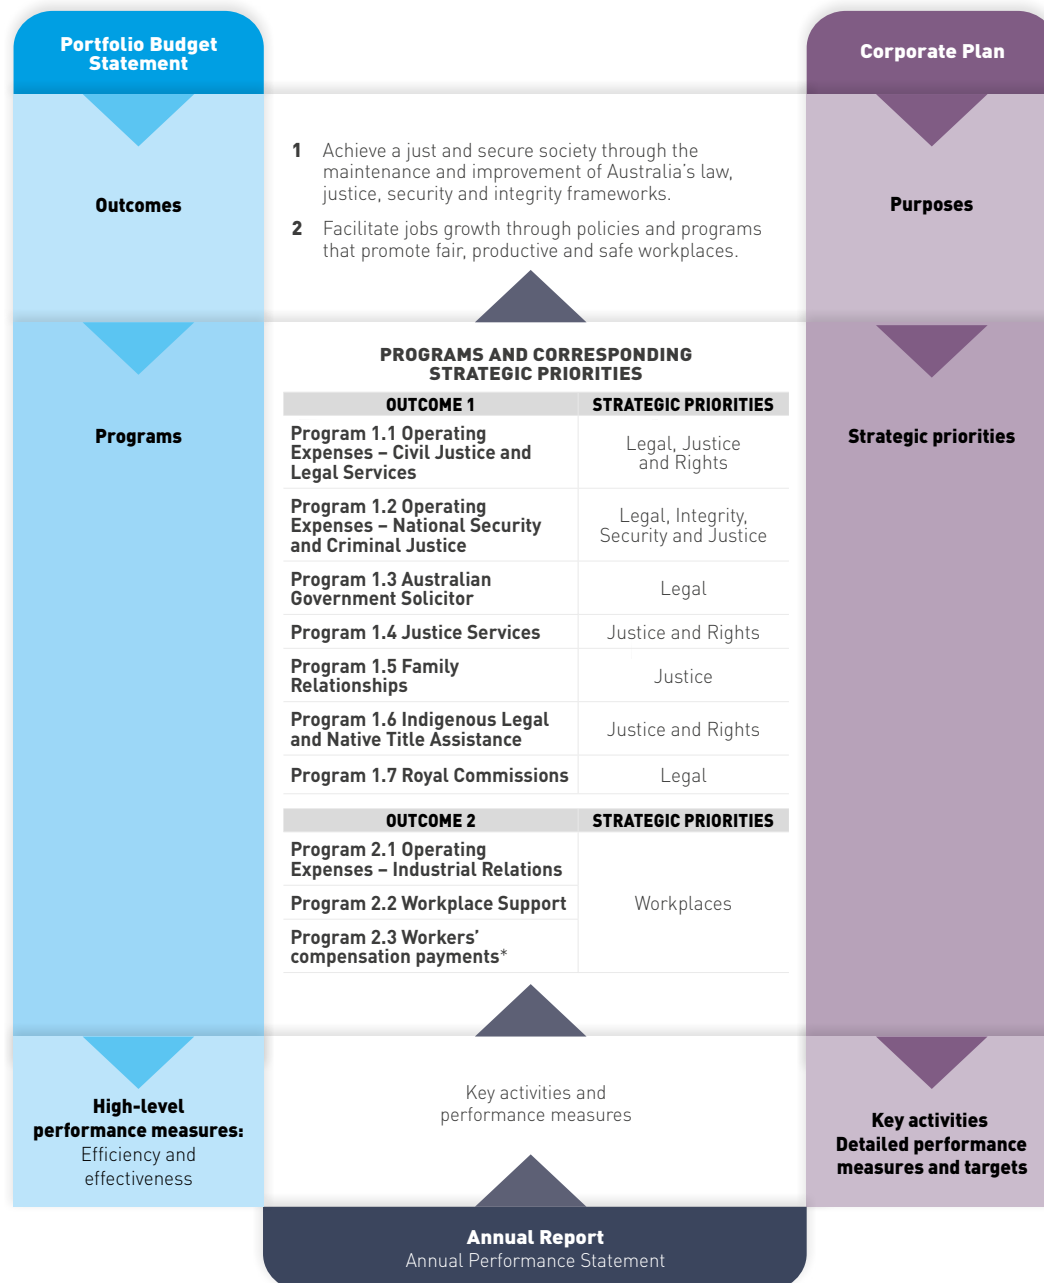 Portfolio Budget
Statement
Corporate Plan
Outcomes
1 Achieve a just and secure society through the
maintenance and improvement of Australia's law,
justice, security and integrity frameworks.
2 Facilitate jobs growth through policies and programs
that promote fair, productive and safe workplaces.
Purposes
Programs
PROGRAMS AND CORRESPONDING
STRATEGIC PRIORITIES
OUTCOME 1 STRATEGIC PRIORITIES
Program 1.1 Operating
Expenses – Civil Justice and
Legal Services
Legal, Justice
and Rights
Program 1.2 Operating
Expenses – National Security
and Criminal Justice
Legal, Integrity,
Security and Justice
Program 1.3 Australian
Government Solicitor
Legal
Program 1.4 Justice Services
Justice and Rights
Program 1.5 Family
Relationships
Justice
Program 1.6 Indigenous Legal
and Native Title Assistance
Justice and Rights
Program 1.7 Royal Commissions
Legal
OUTCOME 2 STRATEGIC PRIORITIES
Program 2.1 Operating
Expenses – Industrial Relations
Program 2.2 Workplace Support
Program 2.3 Workers'
compensation payments*
Workplaces
Strategic priorities
High-level
performance measures:
Efficiency and
effectiveness
Key activities and
performance measures
Key activities
Detailed performance
measures and targets
Annual Report
Annual Performance Statement